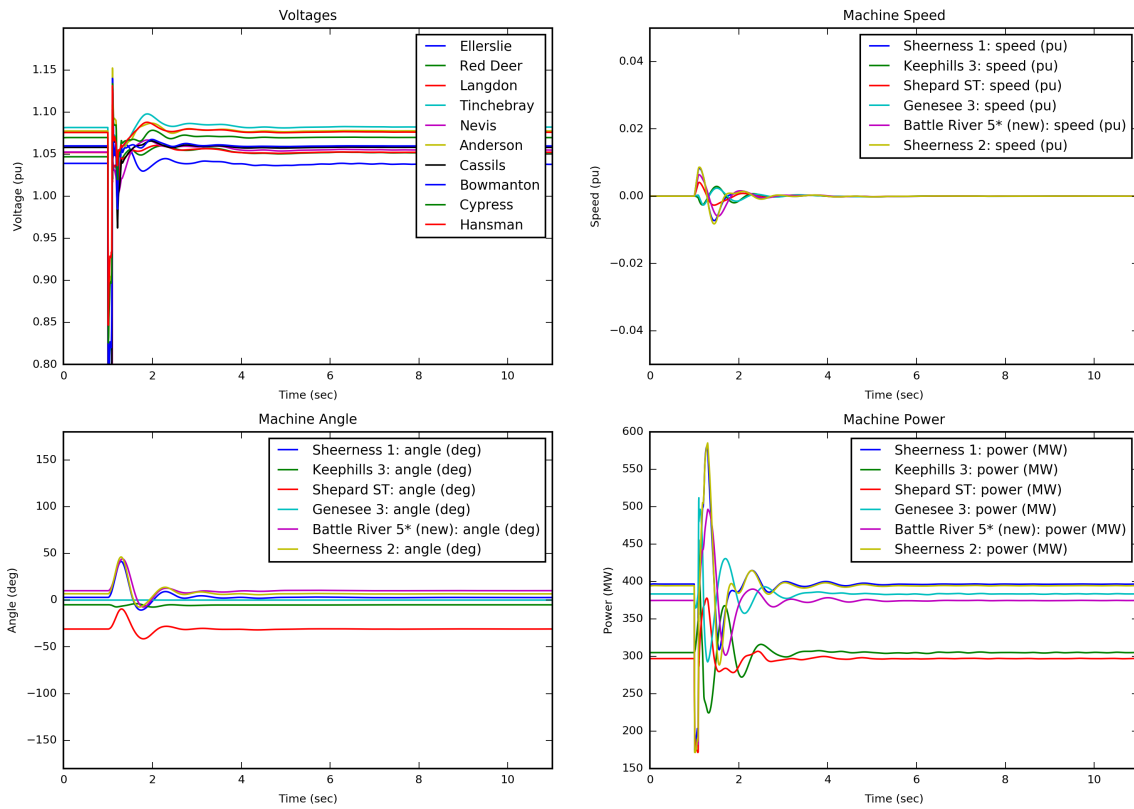 Voltages
1.15
1.10
1.05
1.00
0.95
0.90
0.85
0.80
Voltage (pu)
0
2
4
6
8
10
Time (sec)
Ellerslie
Red Deer
Langdon
Tinchebray
Nevis
Anderson
Cassils
Bowmanton
Cypress
Hansman
Machine Speed
0.04
0.02
0.00
−0.02
−0.04
Speed (pu)
0
2
4
6
8
10
Time (sec)
Sheerness 1: speed (pu)
Keephills 3: speed (pu)
Shepard ST: speed (pu)
Genesee 3: speed (pu)
Battle River 5* (new): speed (pu)
Sheerness 2: speed (pu)
Machine Angle
150
100
50
0
−50
−100
−150
Angle (deg)
0
2
4
6
8
10
Time (sec)
Sheerness 1: angle (deg)
Keephills 3: angle (deg)
Shepard ST: angle (deg)
Genesee 3: angle (deg)
Battle River 5* (new): angle (deg)
Sheerness 2: angle (deg)
Machine Power
600
550
500
450
400
350
300
250
200
150
Power (MW)
0
2
4
6
8
10
Time (sec)
Sheerness 1: power (MW)
Keephills 3: power (MW)
Shepard ST: power (MW)
Genesee 3: power (MW)
Battle River 5* (new): power (MW)
Sheerness 2: power (MW)